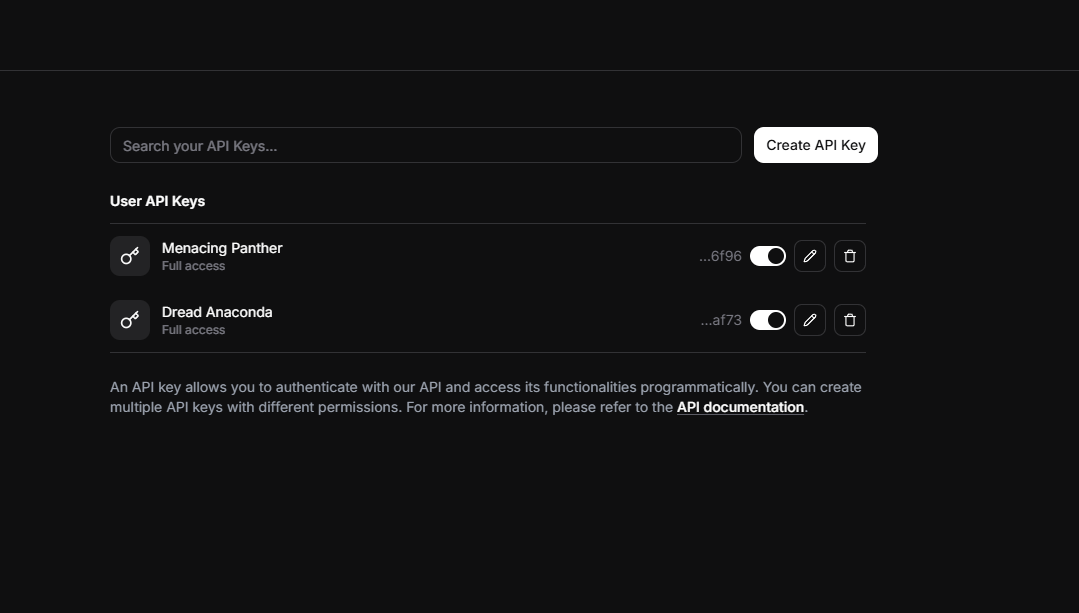 Search your API Keys...
Create API Key
User API Keys
Menacing Panther
Full access
...6f96
Dread Anaconda
Full access
...af73
An API key allows you to authenticate with our API and access its functionalities programmatically. You can create
multiple API keys with different permissions. For more information, please refer to the API documentation.